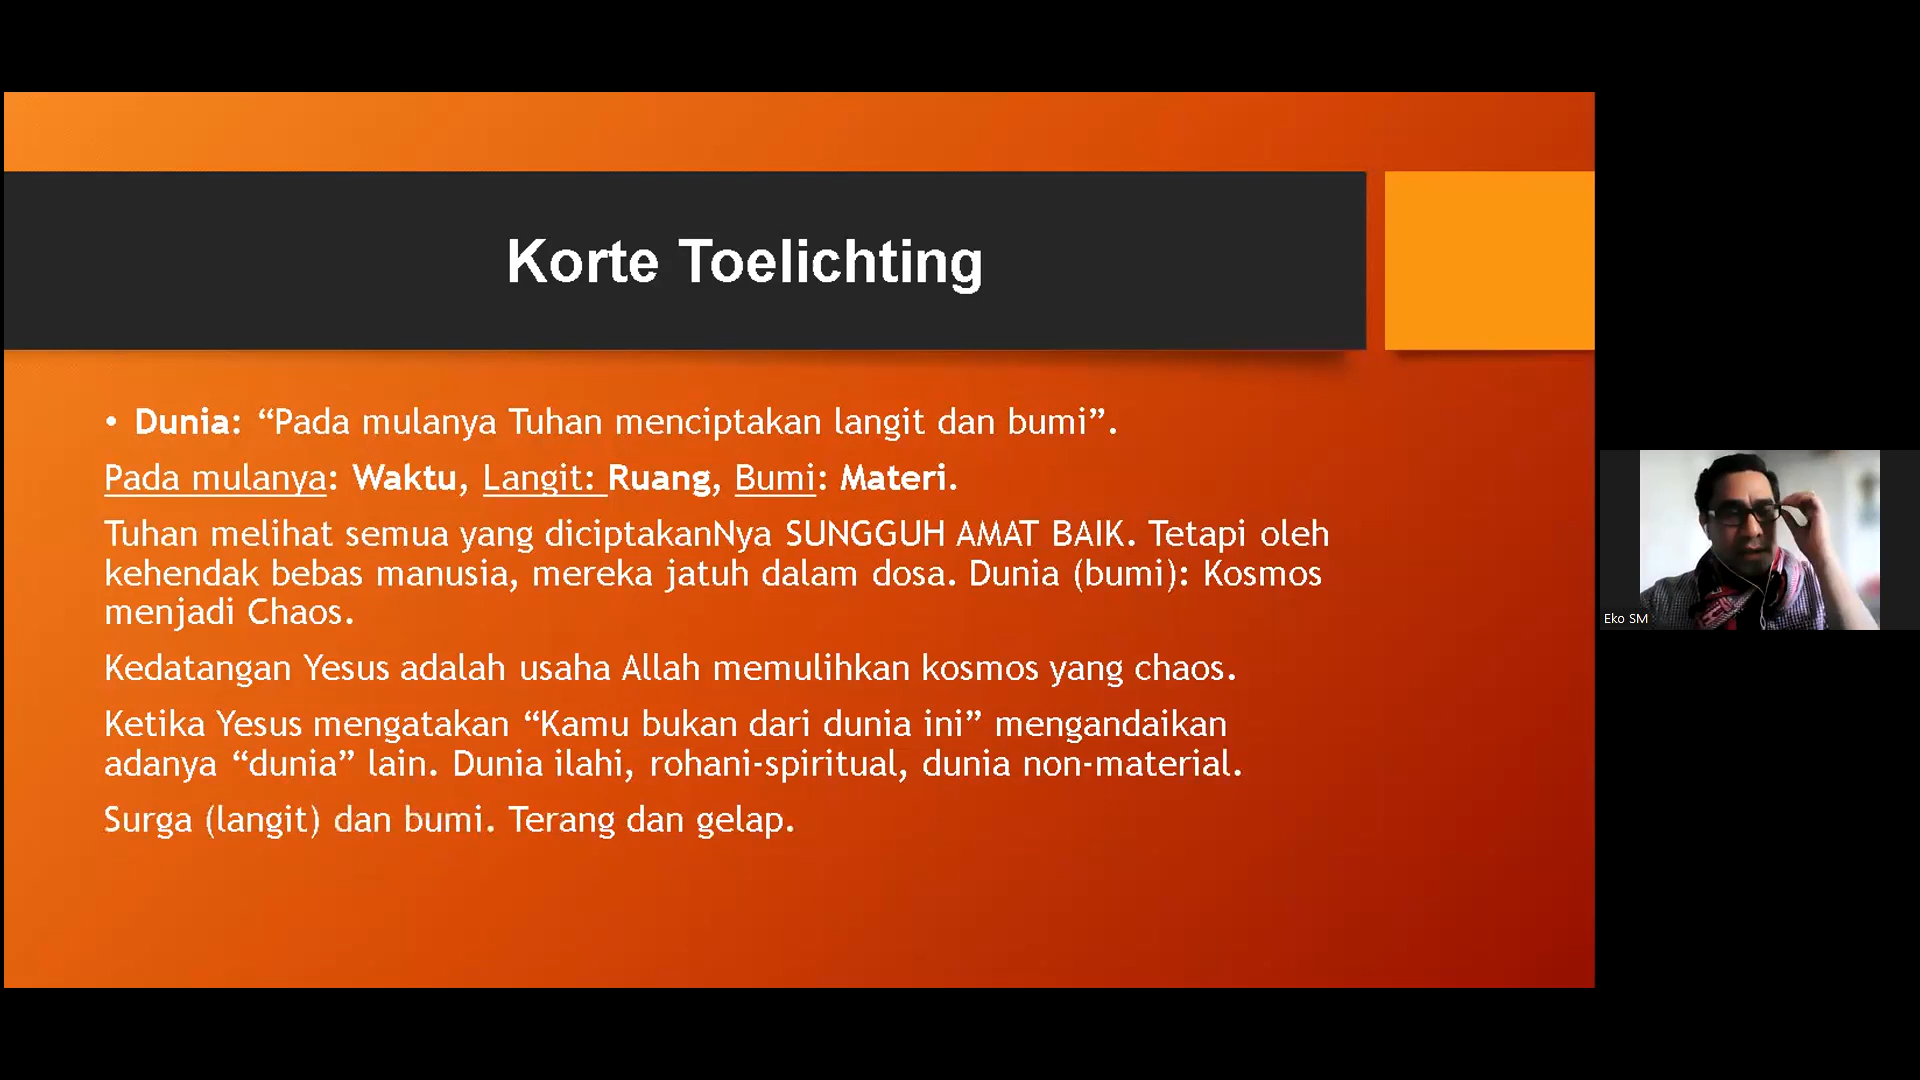 Korte Toelichting
• Dunia: “Pada mulanya Tuhan menciptakan langit dan bumi”.
Pada mulanya: Waktu, Langit: Ruang, Bumi: Materi.
Tuhan melihat semua yang diciptakanNya SUNGGUH AMAT BAIK. Tetapi oleh
kehendak bebas manusia, mereka jatuh dalam dosa. Dunia (bumi): Kosmos
menjadi Chaos.
Kedatangan Yesus adalah usaha Allah memulihkan kosmos yang chaos.
Ketika Yesus mengatakan “Kamu bukan dari dunia ini” mengandaikan
adanya “dunia” lain. Dunia ilahi, rohani-spiritual, dunia non-material.
Surga (langit) dan bumi. Terang dan gelap.
Eko SM